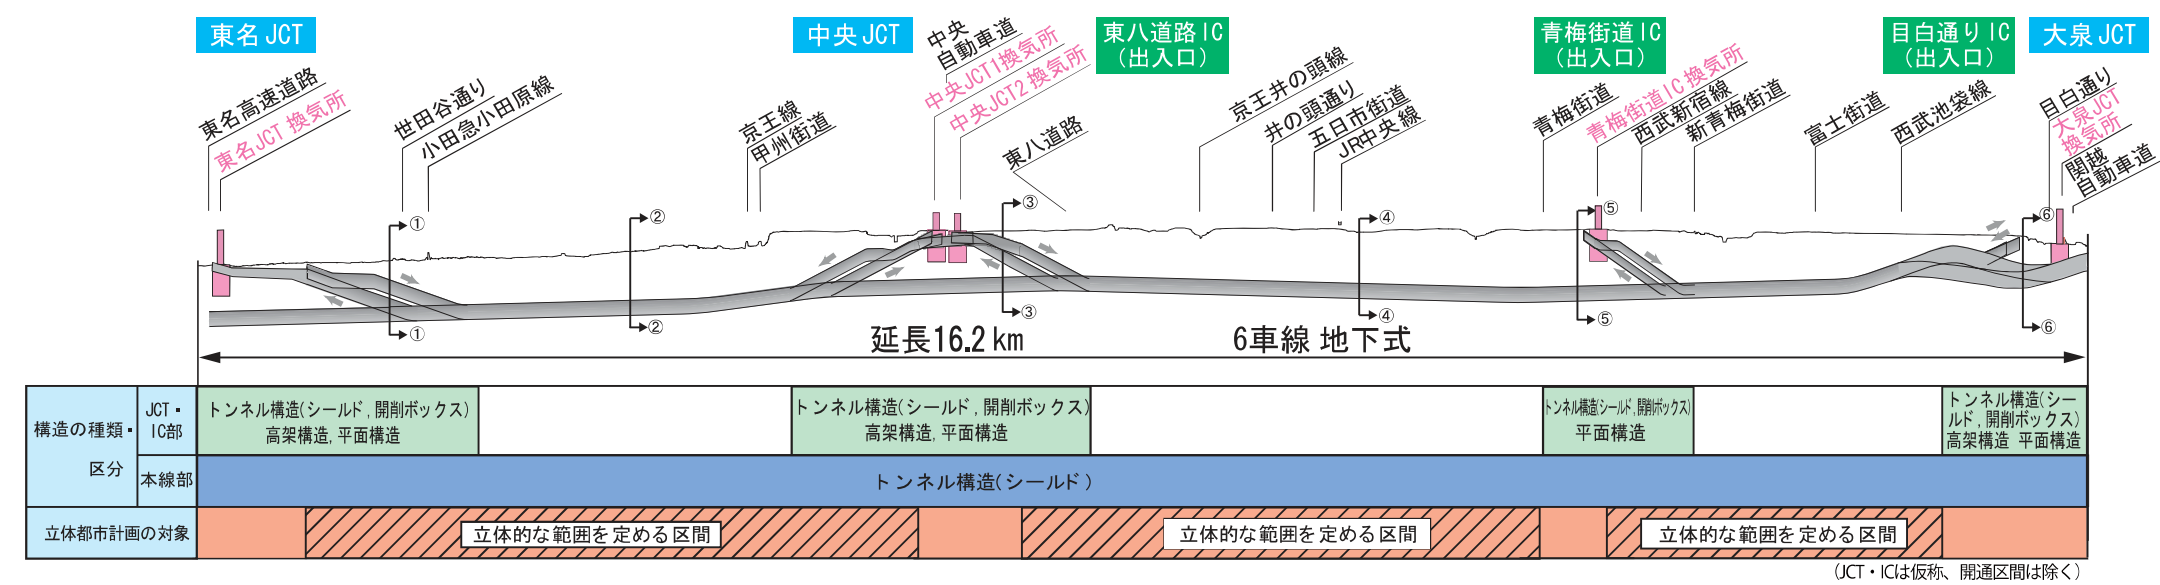 東名JCT
中央JCT
東八道路IC
(出入口)
青梅街道IC
(出入口)
目白通りIC
(出入口)
大泉JCT
東名高速道路
東名JCT 換気所
世田谷通り
小田急小田原線
京王線
甲州街道
中央
自動車道
中央JCT1換気所
中央JCT2換気所
東八道路
京王井の頭線
井の頭通り
五日市街道
JR中央線
青梅街道
青梅街道IC換気所
西武新宿線
新青梅街道
富士街道
西武池袋線
目白通り
大泉JCT
換気所
関越
自動車道
①
②
③
④
⑤
⑥
①
②
③
④
⑤
⑥
延長16.2km
6車線 地下式
構造の種類・
区分
JCT・
IC部
トンネル構造(シールド,開削ボックス)
高架構造,平面構造
トンネル構造(シールド,開削ボックス)
高架構造,平面構造
トンネル構造(シールド,開削ボックス)
平面構造
トンネル構造(シー
ルド,開削ボックス)
高架構造 平面構造
本線部
トンネル構造(シールド)
立体都市計画の対象
立体的な範囲を定める区間
立体的な範囲を定める区間
立体的な範囲を定める区間
(JCT・ICは仮称、開通区間は除く)